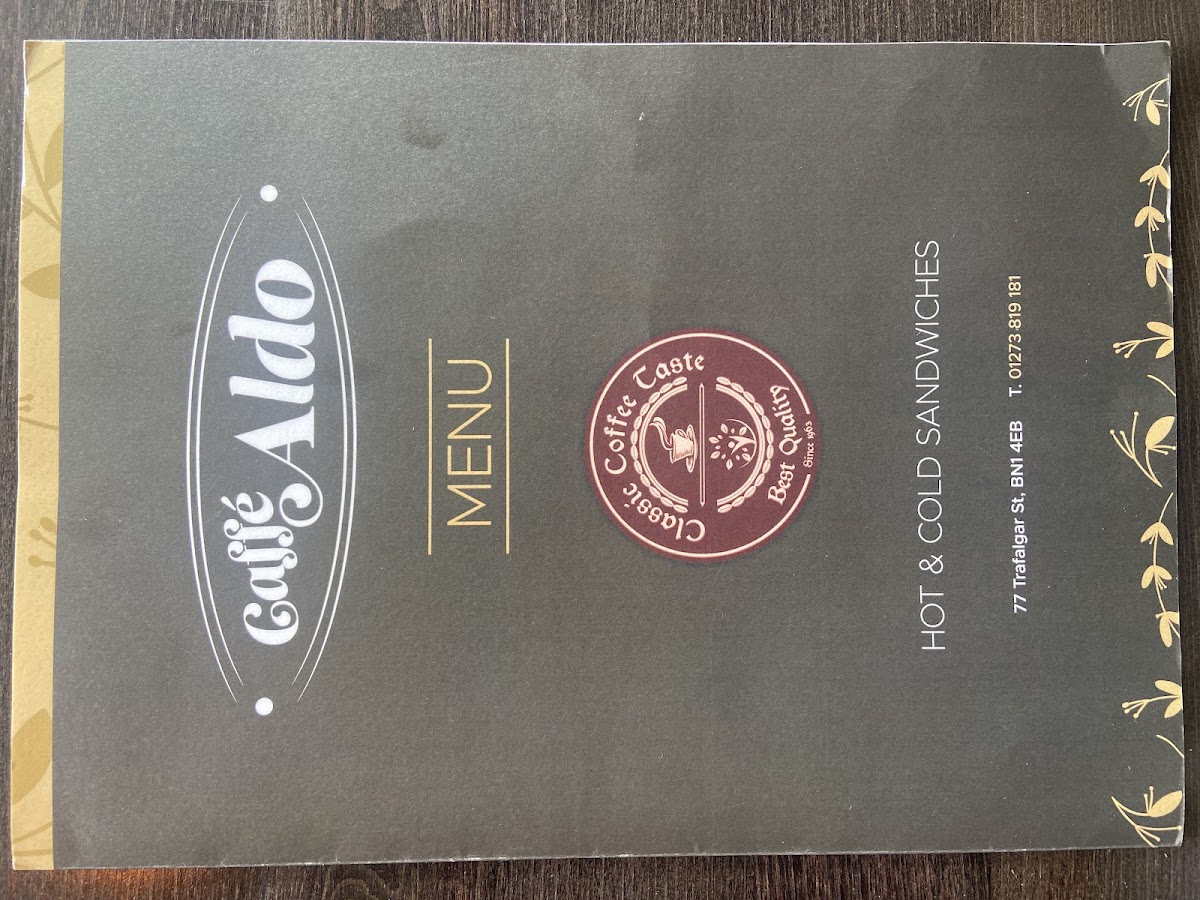 Caffé Aldo
MENU
Classic Coffee Taste
Best Quality
Since 1963
HOT & COLD SANDWICHES
77 Trafalgar St, BN1 4EB T. 01273 819 181